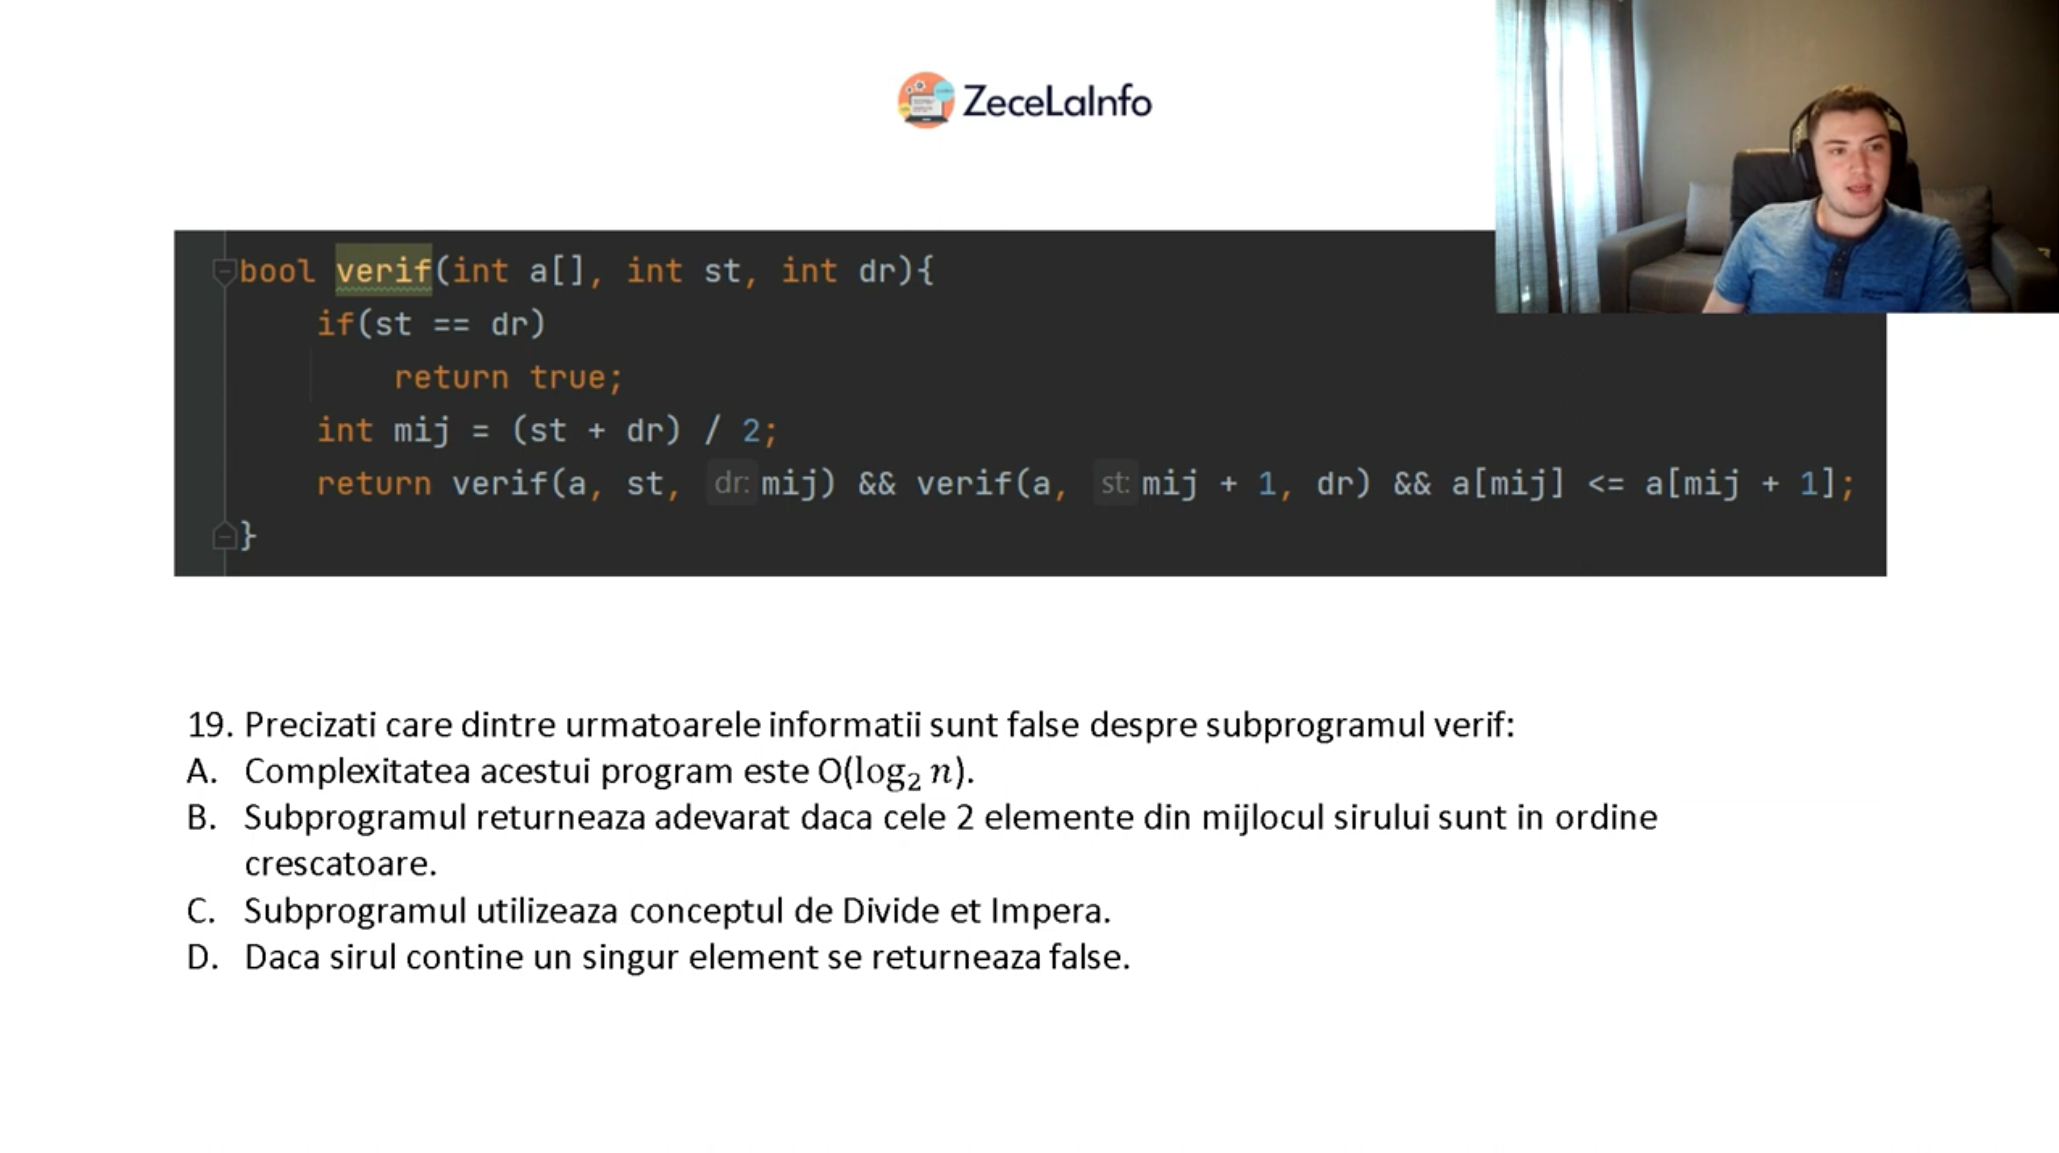 ZeceLaInfo
bool verif(int a[], int st, int dr){
if(st == dr)
return true;
int mij = (st + dr) / 2;
return verif(a, st, dr: mij) && verif(a, st: mij + 1, dr) && a[mij] <= a[mij + 1];
}
19. Precizati care dintre urmatoarele informatii sunt false despre subprogramul verif:
A. Complexitatea acestui program este O(log₂ n).
B. Subprogramul returneaza adevarat daca cele 2 elemente din mijlocul sirului sunt in ordine
crescatoare.
C. Subprogramul utilizeaza conceptul de Divide et Impera.
D. Daca sirul contine un singur element se returneaza false.